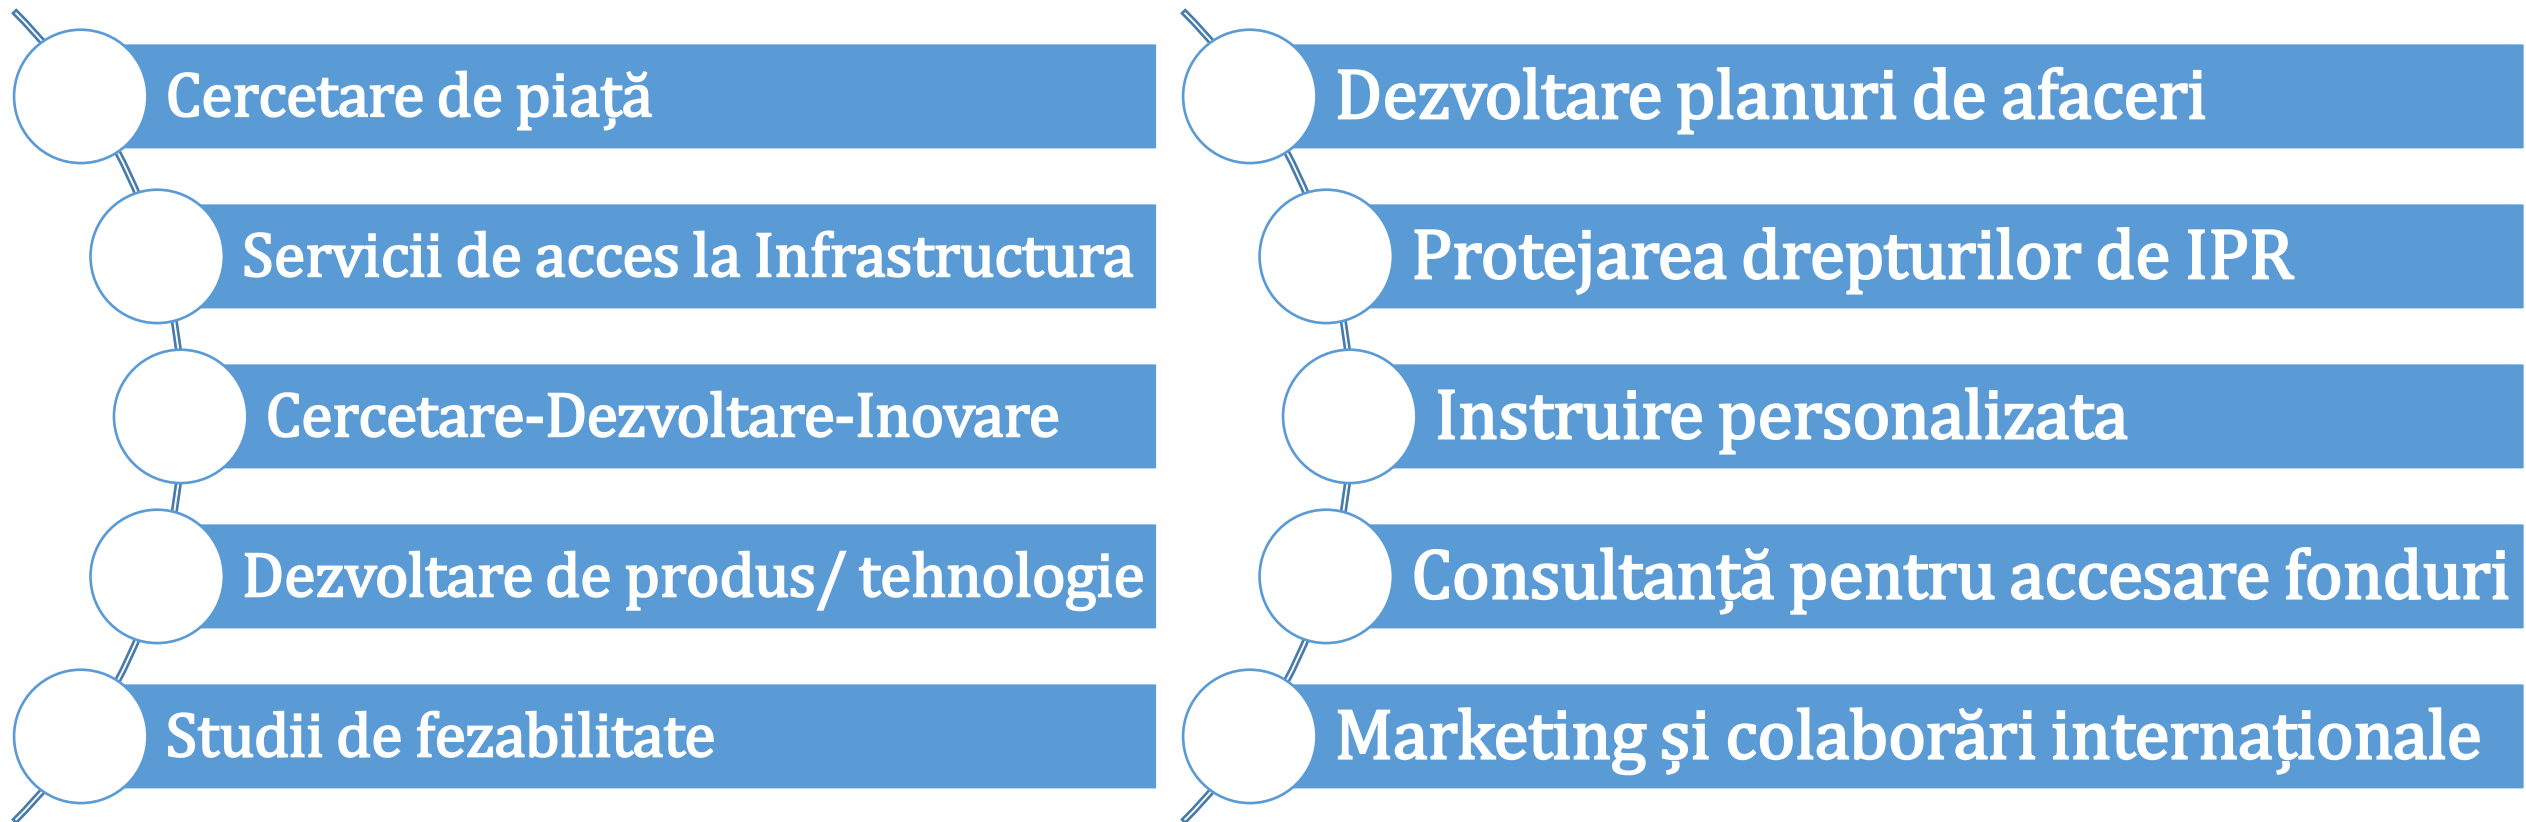 Cercetare de piață
Servicii de acces la Infrastructura
Cercetare-Dezvoltare-Inovare
Dezvoltare de produs/ tehnologie
Studii de fezabilitate
Dezvoltare planuri de afaceri
Protejarea drepturilor de IPR
Instruire personalizata
Consultanță pentru accesare fonduri
Marketing și colaborări internaționale